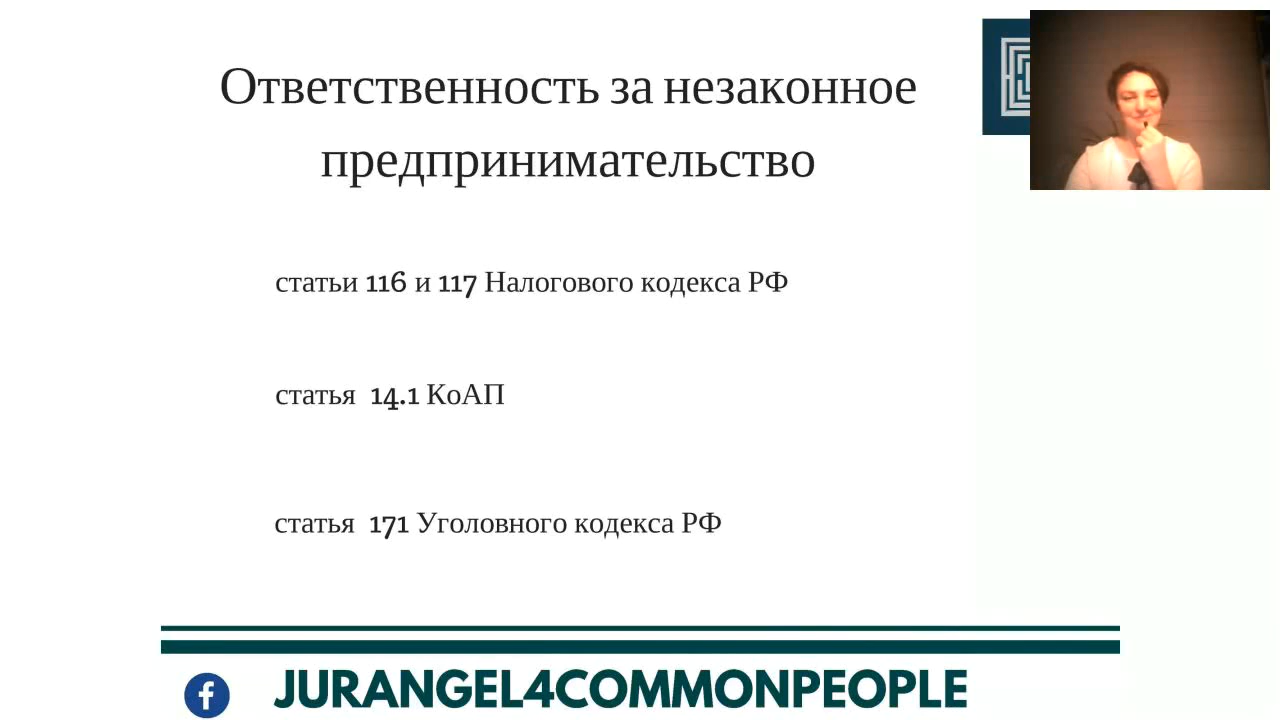 Ответственность за незаконное
предпринимательство
статьи 116 и 117 Налогового кодекса РФ
статья 14.1 КоАП
статья 171 Уголовного кодекса РФ
JURANGEL4COMMONPEOPLE